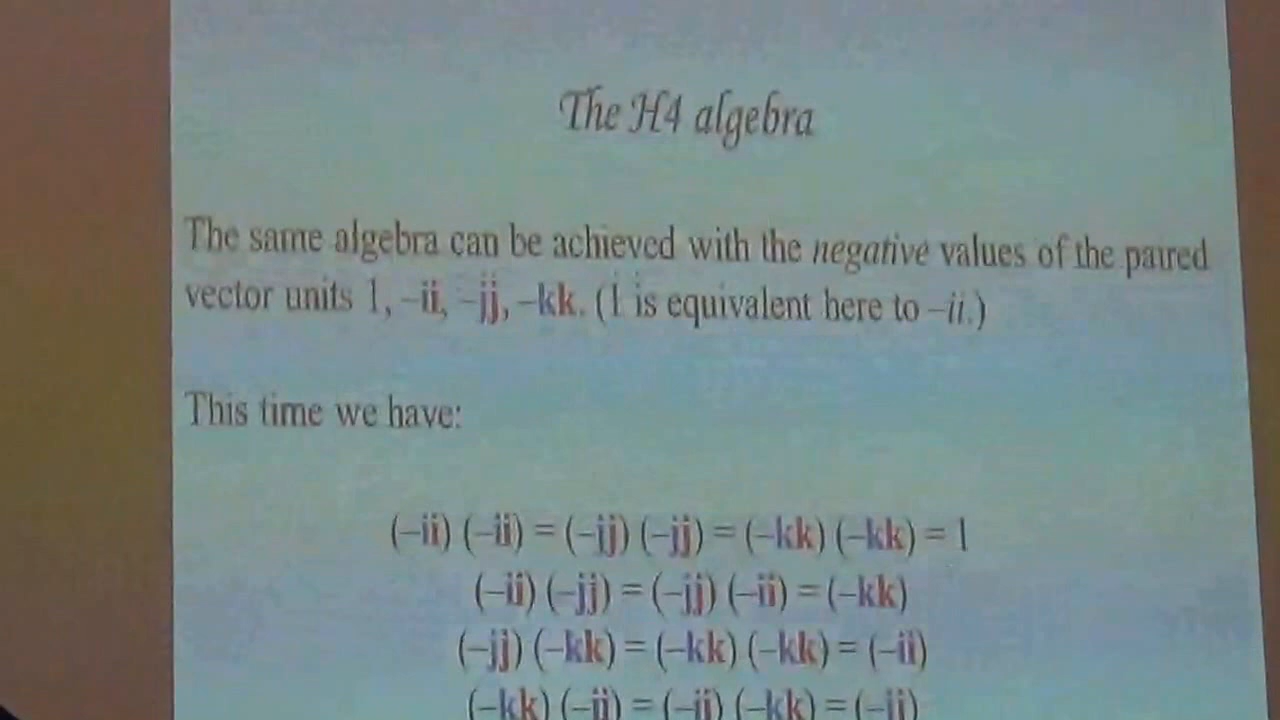 The H4 algebra
The same algebra can be achieved with the negative values of the paired
vector units 1, –ii, –jj, –kk. (1 is equivalent here to –ii.)
This time we have:
(–ii) (–ii) = (–jj) (–jj) = (–kk) (–kk) = 1
(–ii) (–jj) = (–jj) (–ii) = (–kk)
(–jj) (–kk) = (–kk) (–kk) = (–ii)
(–kk) (–ii) = (–ii) (–kk) = (–jj)